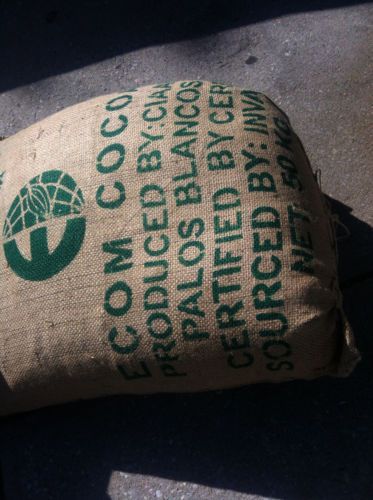 ECOM COCO
PRODUCED BY: CIA
PALOS BLANCOS
CERTIFIED BY CER
SOURCED BY: INVA
NET. 50 KG